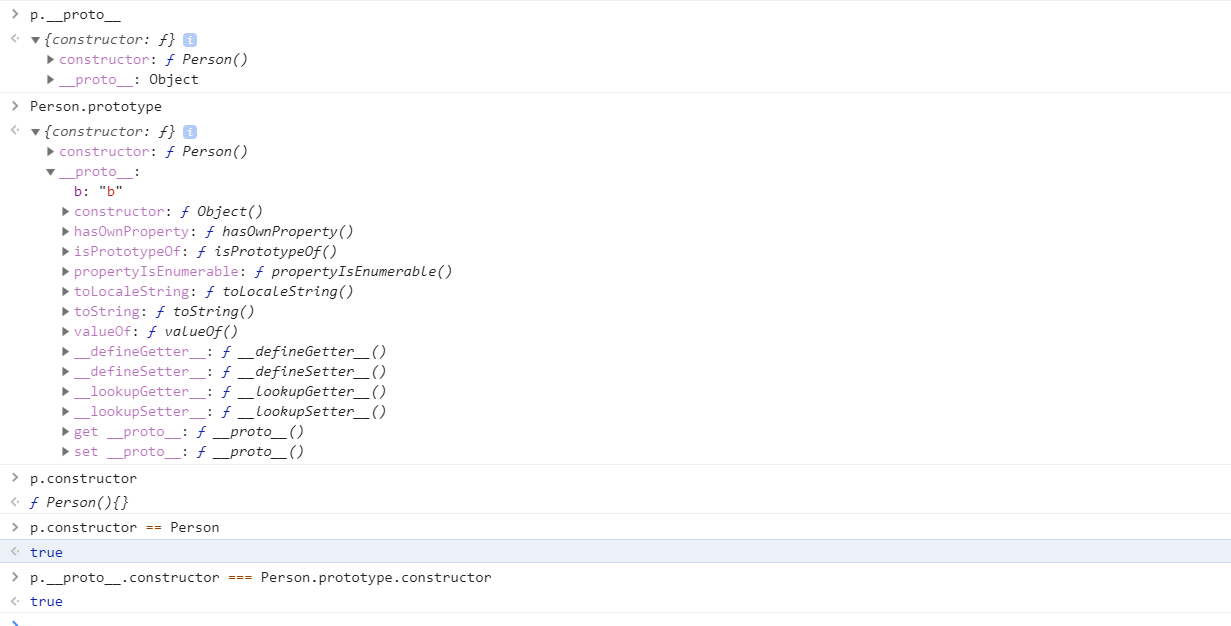 > p.__proto__
<· ▼{constructor: ƒ} i
▶constructor: ƒ Person()
▶__proto__: Object
> Person.prototype
<· ▼{constructor: ƒ} i
▶constructor: ƒ Person()
▼__proto__:
b: "b"
▶constructor: ƒ Object()
▶hasOwnProperty: ƒ hasOwnProperty()
▶isPrototypeOf: ƒ isPrototypeOf()
▶propertyIsEnumerable: ƒ propertyIsEnumerable()
▶toLocaleString: ƒ toLocaleString()
▶toString: ƒ toString()
▶valueOf: ƒ valueOf()
▶__defineGetter__: ƒ __defineGetter__()
▶__defineSetter__: ƒ __defineSetter__()
▶__lookupGetter__: ƒ __lookupGetter__()
▶__lookupSetter__: ƒ __lookupSetter__()
▶get __proto__: ƒ __proto__()
▶set __proto__: ƒ __proto__()
> p.constructor
<· ƒ Person(){}
> p.constructor == Person
<· true
> p.__proto__.constructor === Person.prototype.constructor
<· true
>